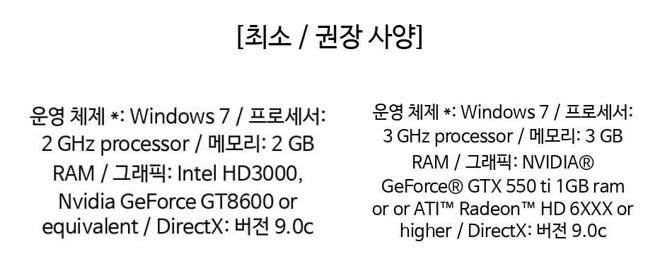 [최소 / 권장 사양]
운영 체제 *: Windows 7 / 프로세서:
2 GHz processor / 메모리: 2 GB
RAM / 그래픽: Intel HD3000,
Nvidia GeForce GT8600 or
equivalent / DirectX: 버전 9.0c
운영 체제 *: Windows 7 / 프로세서:
3 GHz processor / 메모리: 3 GB
RAM / 그래픽: NVIDIA®
GeForce® GTX 550 ti 1GB ram
or or ATI™ Radeon™ HD 6XXX or
higher / DirectX: 버전 9.0c